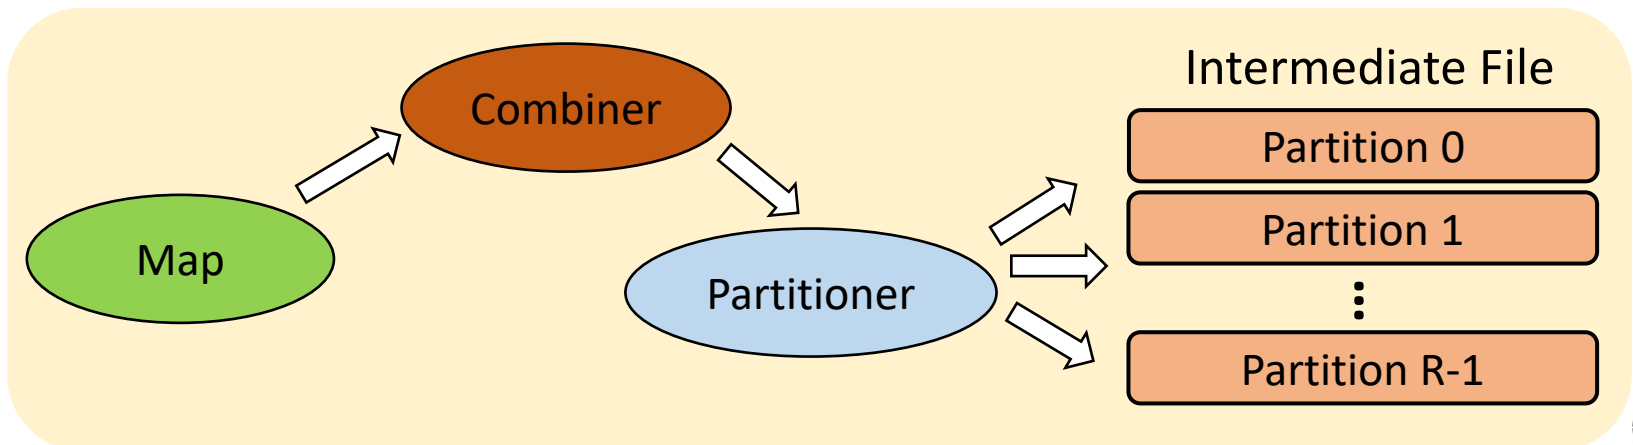 Map
Combiner
Partitioner
Intermediate File
Partition 0
Partition 1
Partition R-1